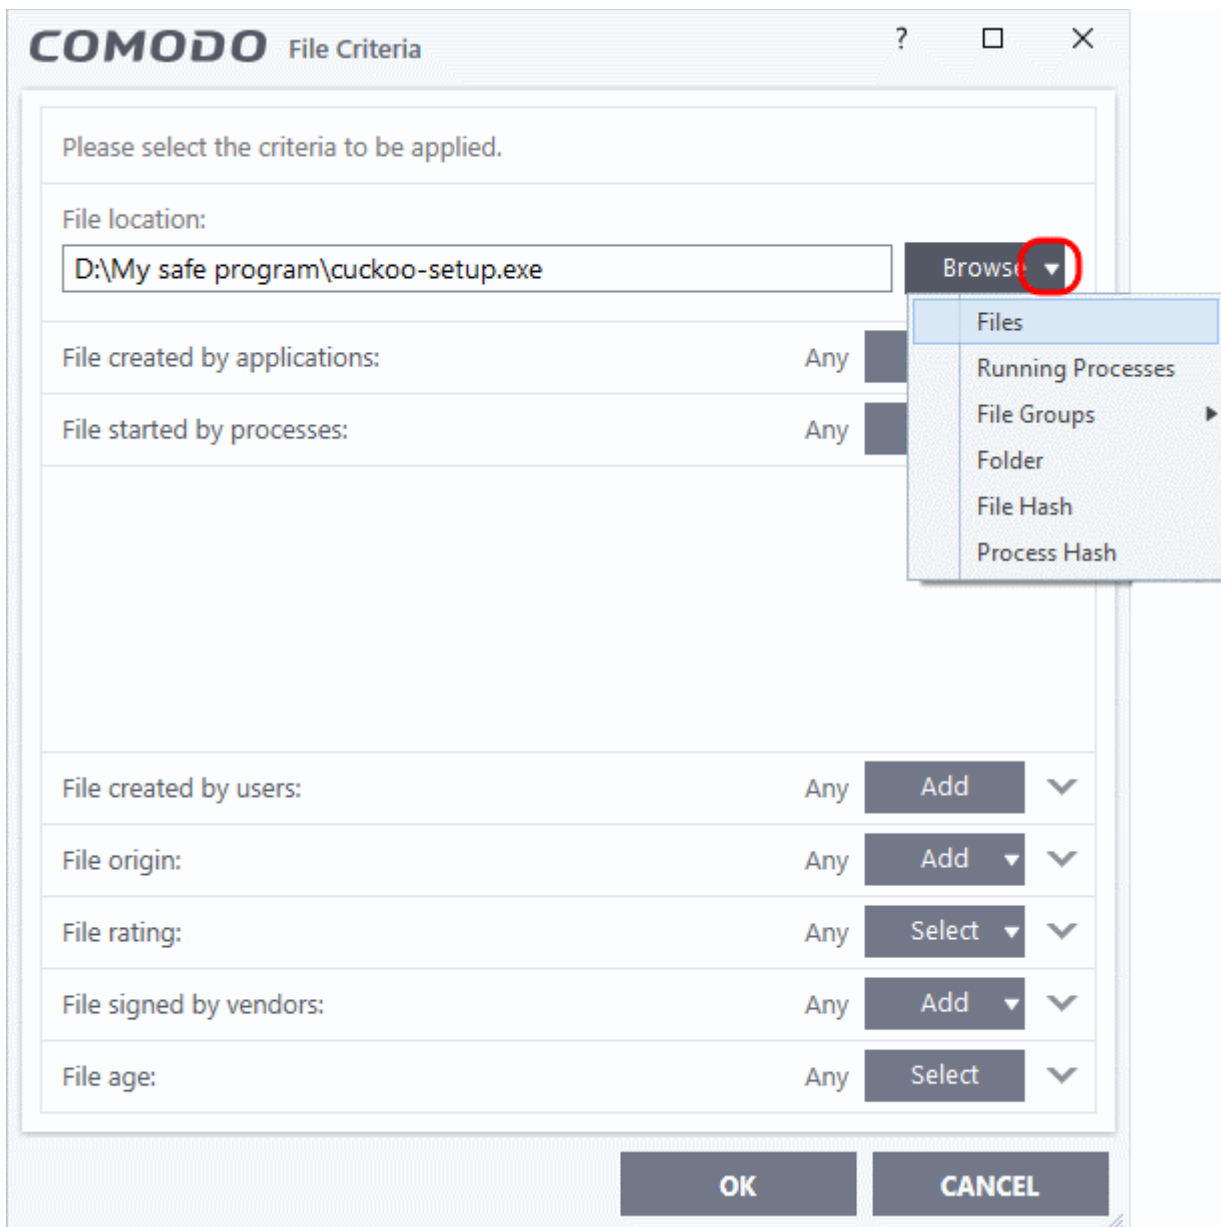 COMODO File Criteria ?
Please select the criteria to be applied.
File location:
D:\My safe program\cuckoo-setup.exe Browse
Files
File created by applications: Any
Running Processes
File Groups
File started by processes: Any
Folder
File Hash
Process Hash
File created by users: Any Add
File origin: Any Add
File rating: Any Select
File signed by vendors: Any Add
File age: Any Select
OK CANCEL